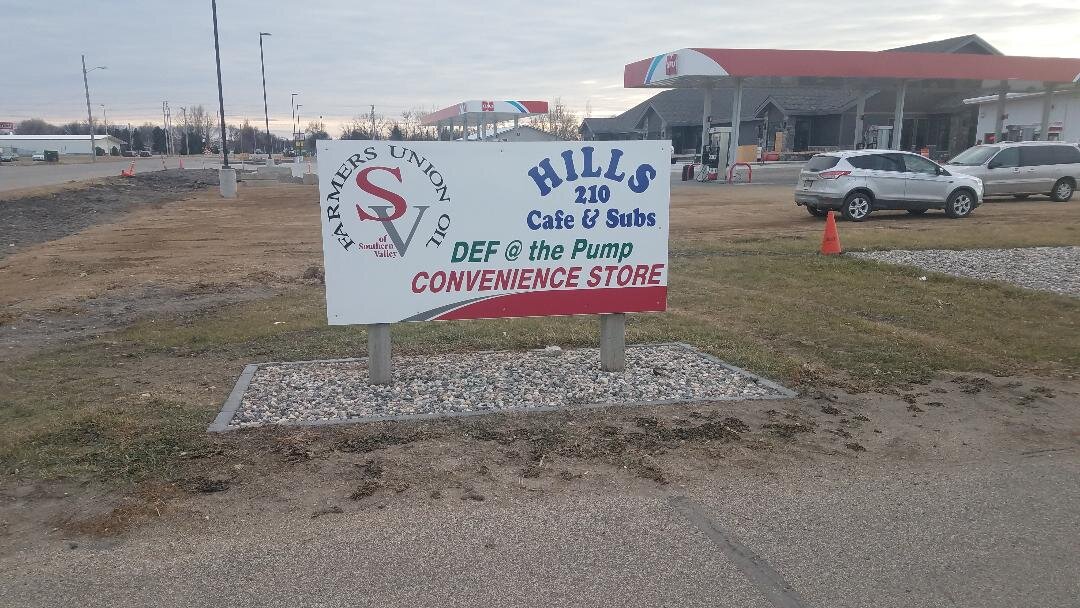 FARMERS UNION OIL
SV
of
Southern
Valley
HILLS
210
Cafe & Subs
DEF @ the Pump
CONVENIENCE STORE